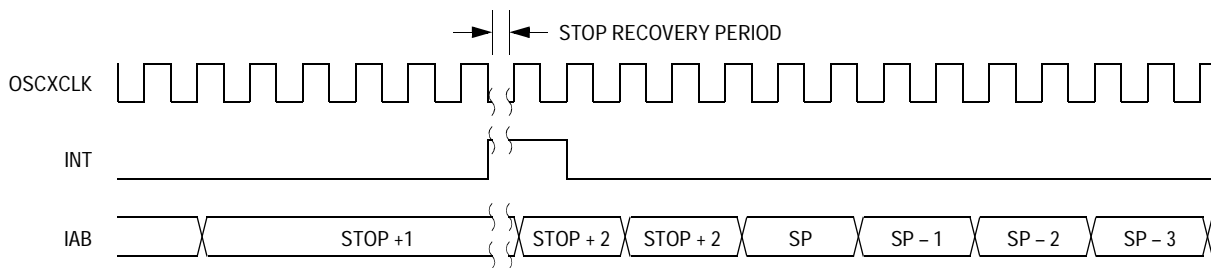 STOP RECOVERY PERIOD
OSCXCLK
INT
IAB
STOP +1
STOP + 2
STOP + 2
SP
SP – 1
SP – 2
SP – 3